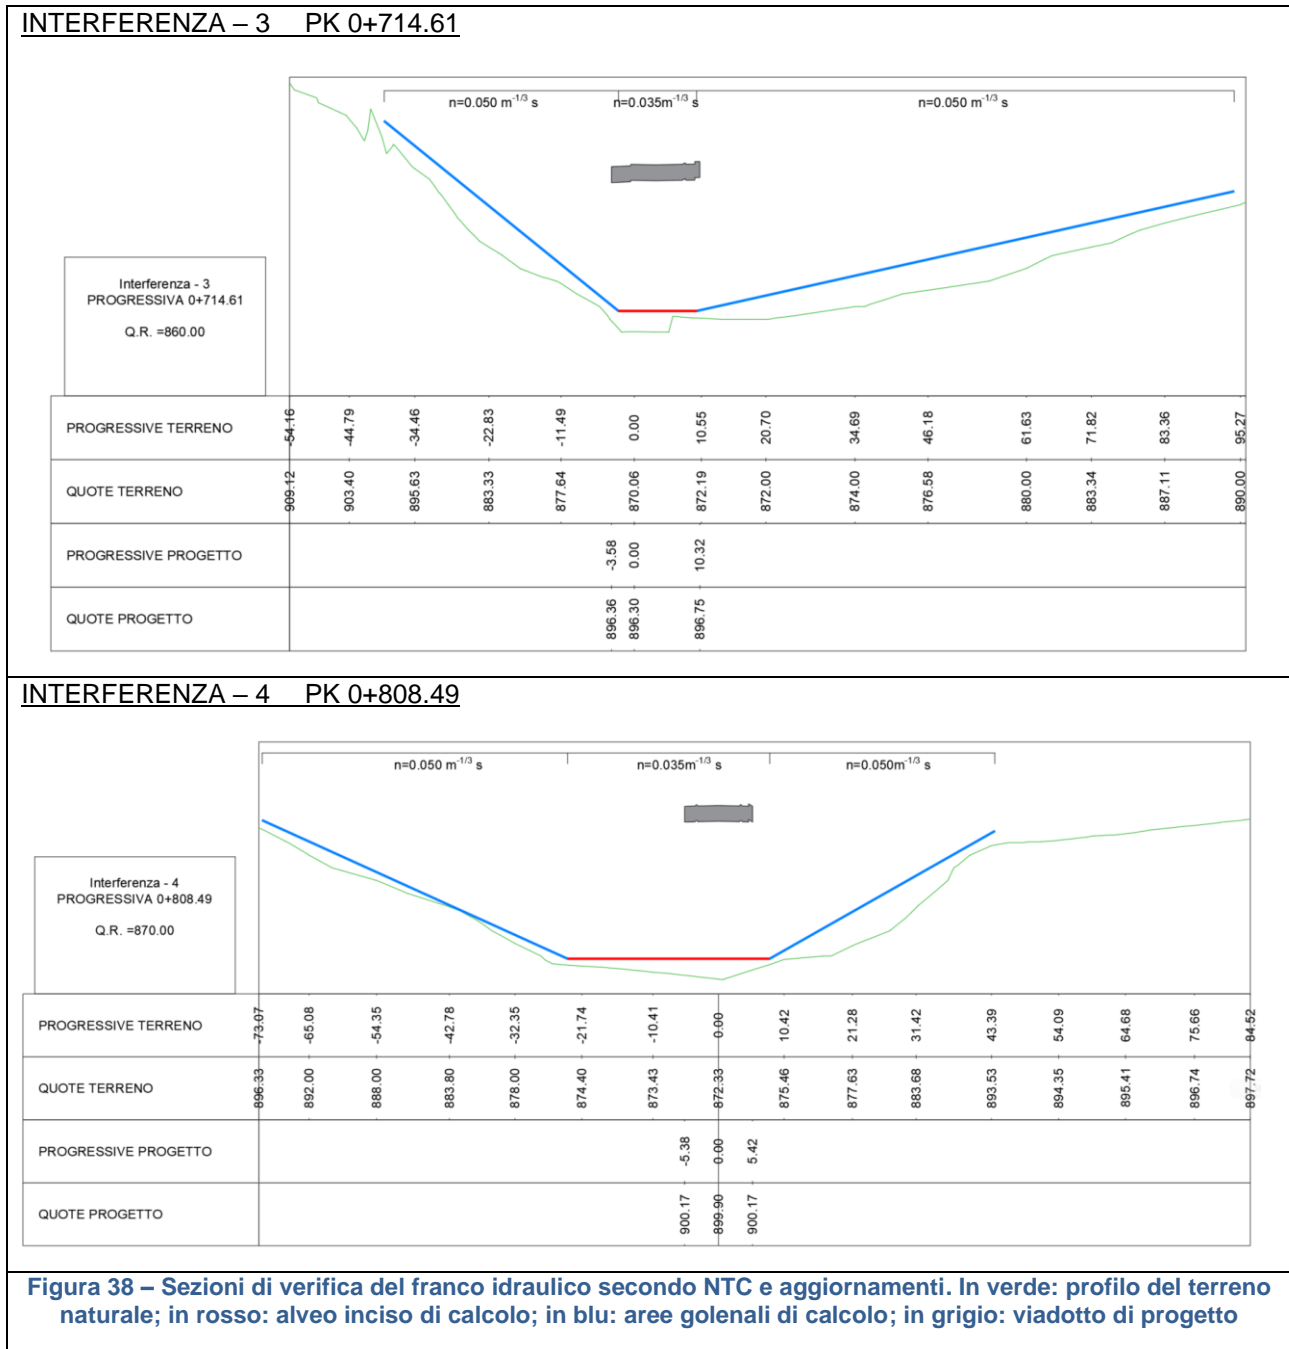 INTERFERENZA – 3 PK 0+714.61
n=0.050 m-1/3 s n=0.035m-1/3 s n=0.050 m-1/3 s
Interferenza - 3
PROGRESSIVA 0+714.61
Q.R. =860.00
PROGRESSIVE TERRENO -54.16 -44.79 -34.46 -22.83 -11.49 0.00 10.55 20.70 34.69 46.18 61.63 71.82 83.36 95.27
QUOTE TERRENO 909.12 903.40 895.63 883.33 877.64 870.06 872.19 872.00 874.00 876.58 880.00 883.34 887.11 890.00
PROGRESSIVE PROGETTO -3.58 0.00 10.32
QUOTE PROGETTO 896.36 896.30 896.75
INTERFERENZA – 4 PK 0+808.49
n=0.050 m-1/3 s n=0.035m-1/3 s n=0.050m-1/3 s
Interferenza - 4
PROGRESSIVA 0+808.49
Q.R. =870.00
PROGRESSIVE TERRENO -73.07 -65.08 -54.35 -42.78 -32.35 -21.74 -10.41 0.00 10.42 21.28 31.42 43.39 54.09 64.68 75.66 84.52
QUOTE TERRENO 896.33 892.00 888.00 883.80 878.00 874.40 873.43 872.33 875.46 877.63 883.68 893.53 894.35 895.41 896.74 897.72
PROGRESSIVE PROGETTO -5.38 0.00 5.42
QUOTE PROGETTO 900.17 899.90 900.17
Figura 38 – Sezioni di verifica del franco idraulico secondo NTC e aggiornamenti. In verde: profilo del terreno
naturale; in rosso: alveo inciso di calcolo; in blu: aree golenali di calcolo; in grigio: viadotto di progetto